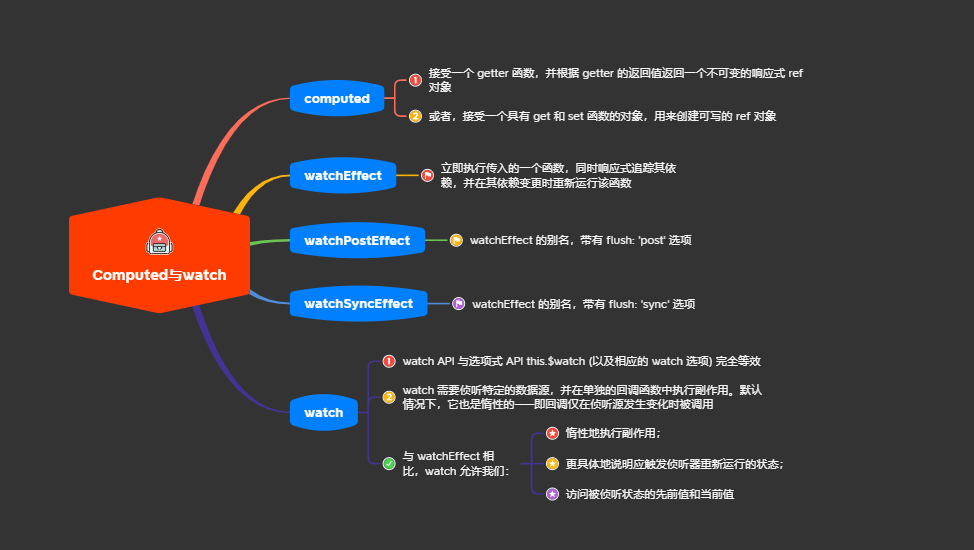 Computed与watch
computed
1
接受一个 getter 函数，并根据 getter 的返回值返回一个不可变的响应式 ref
对象
2
或者，接受一个具有 get 和 set 函数的对象，用来创建可写的 ref 对象
watchEffect
立即执行传入的一个函数，同时响应式追踪其依
赖，并在其依赖变更时重新运行该函数
watchPostEffect
watchEffect 的别名，带有 flush: 'post' 选项
watchSyncEffect
watchEffect 的别名，带有 flush: 'sync' 选项
watch
1
watch API 与选项式 API this.$watch (以及相应的 watch 选项) 完全等效
2
watch 需要侦听特定的数据源，并在单独的回调函数中执行副作用。默认
情况下，它也是惰性的——即回调仅在侦听源发生变化时被调用
与 watchEffect 相
比，watch 允许我们：
惰性地执行副作用；
更具体地说明应触发侦听器重新运行的状态；
访问被侦听状态的先前值和当前值